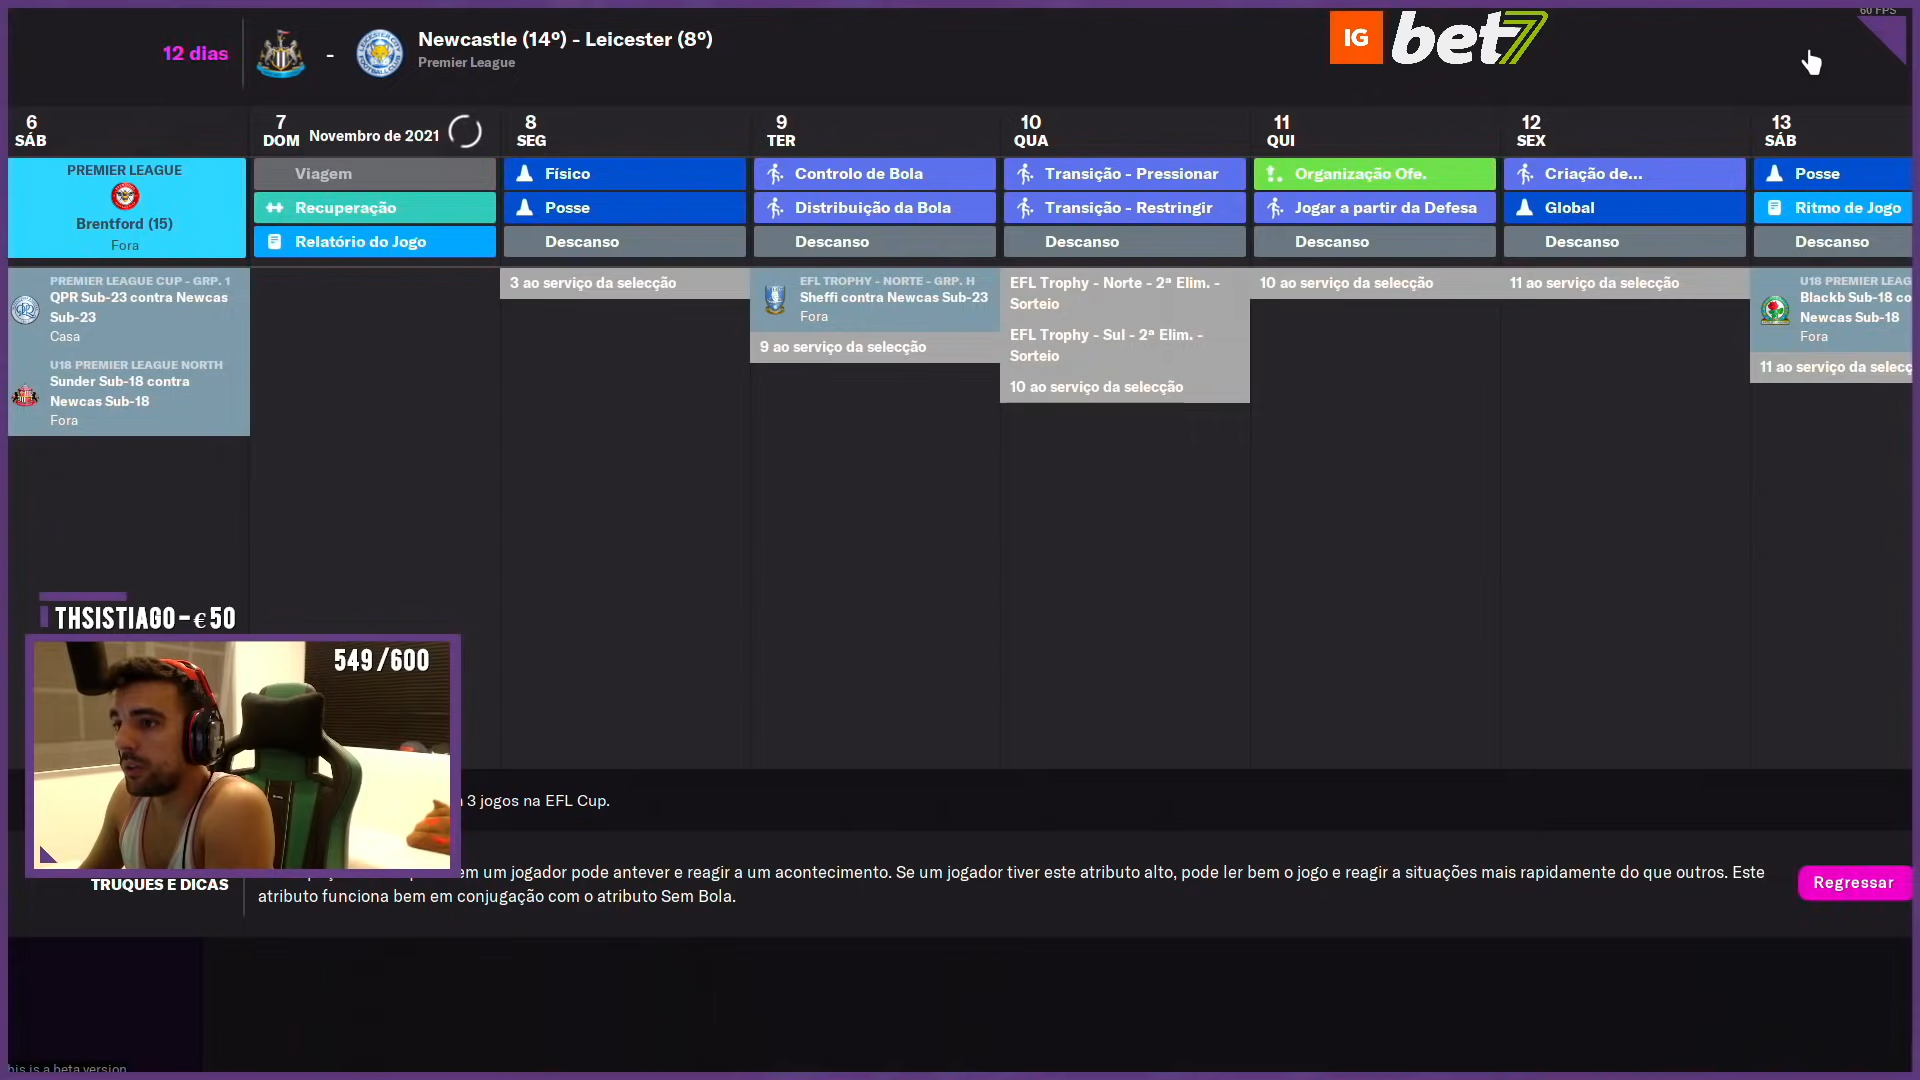 60 FPS
12 dias
-
Newcastle (14º) - Leicester (8º)
Premier League
IG
bet7
6
SÁB
7
DOM
Novembro de 2021
8
SEG
9
TER
10
QUA
11
QUI
12
SEX
13
SÁB
PREMIER LEAGUE
Brentford (15)
Fora
Viagem
Recuperação
Relatório do Jogo
Físico
Posse
Descanso
Controlo de Bola
Distribuição da Bola
Descanso
Transição - Pressionar
Transição - Restringir
Descanso
Organização Ofe.
Jogar a partir da Defesa
Descanso
Criação de...
Global
Descanso
Posse
Ritmo de Jogo
Descanso
PREMIER LEAGUE CUP - GRP. 1
QPR Sub-23 contra Newcas
Sub-23
Casa
U18 PREMIER LEAGUE NORTH
Sunder Sub-18 contra
Newcas Sub-18
Fora
3 ao serviço da selecção
EFL TROPHY - NORTE - GRP. H
Sheffi contra Newcas Sub-23
Fora
9 ao serviço da selecção
EFL Trophy - Norte - 2ª Elim. -
Sorteio
EFL Trophy - Sul - 2ª Elim. -
Sorteio
10 ao serviço da selecção
10 ao serviço da selecção
11 ao serviço da selecção
U18 PREMIER LEAG
Blackb Sub-18 co
Newcas Sub-18
Fora
11 ao serviço da selecç
THSISTIAGO - €50
549/600
3 jogos na EFL Cup.
TRUQUES E DICAS
em um jogador pode antever e reagir a um acontecimento. Se um jogador tiver este atributo alto, pode ler bem o jogo e reagir a situações mais rapidamente do que outros. Este
atributo funciona bem em conjugação com o atributo Sem Bola.
Regressar
his is a beta version